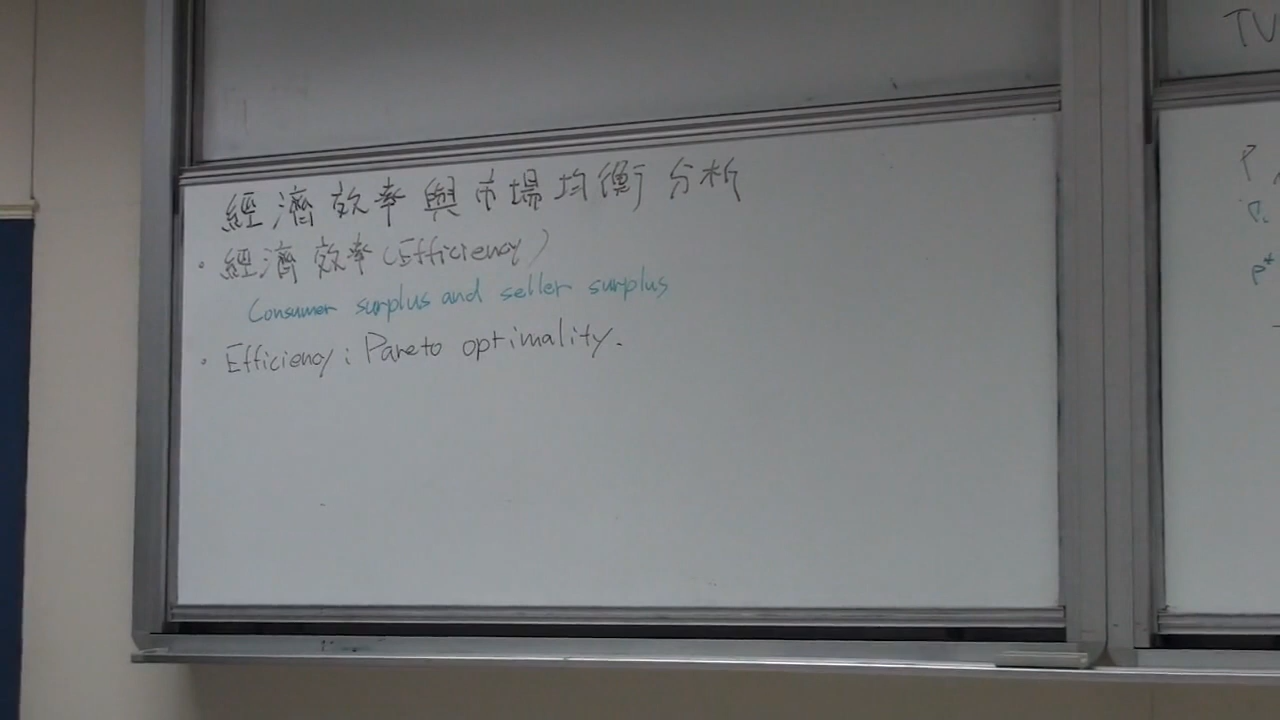 經濟效率與市場均衡分析
· 經濟效率(Efficiency)
Consumer surplus and seller surplus
· Efficiency: Pareto optimality.
TU
P
P*